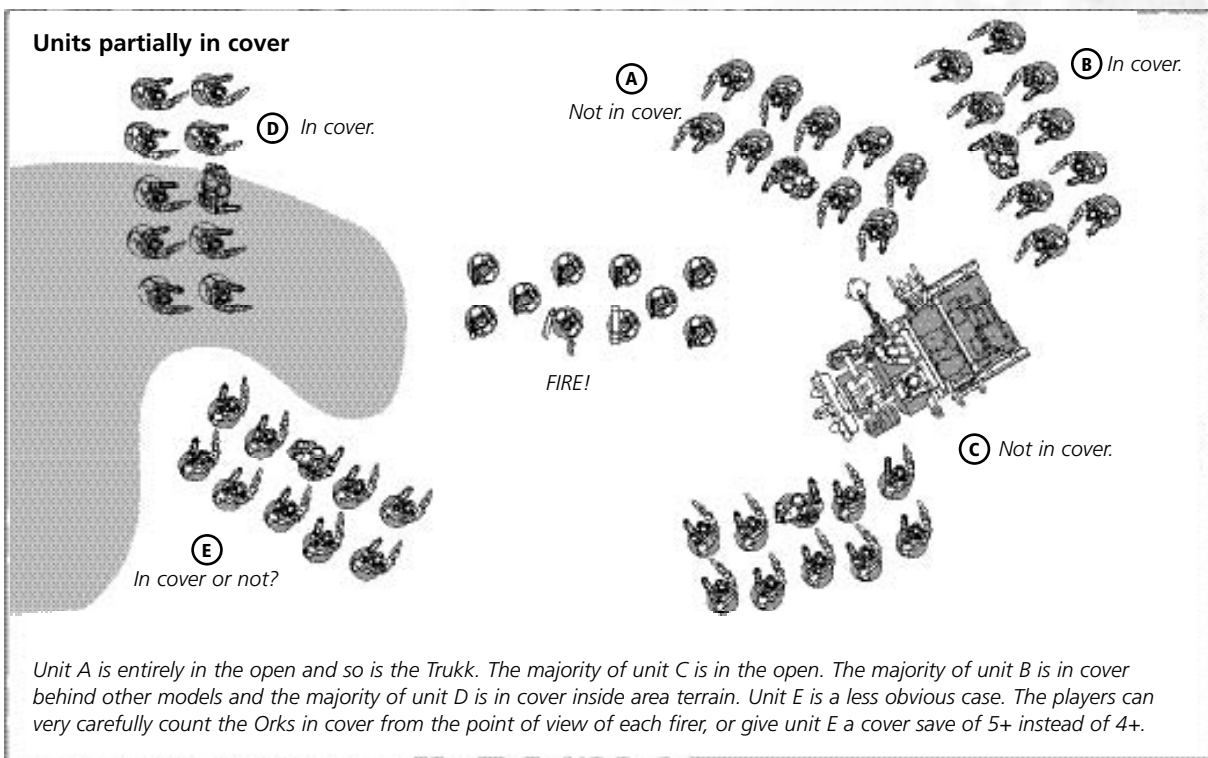 Units partially in cover
A
Not in cover.
B In cover.
D In cover.
FIRE!
C Not in cover.
E
In cover or not?
Unit A is entirely in the open and so is the Trukk. The majority of unit C is in the open. The majority of unit B is in cover
behind other models and the majority of unit D is in cover inside area terrain. Unit E is a less obvious case. The players can
very carefully count the Orks in cover from the point of view of each firer, or give unit E a cover save of 5+ instead of 4+.